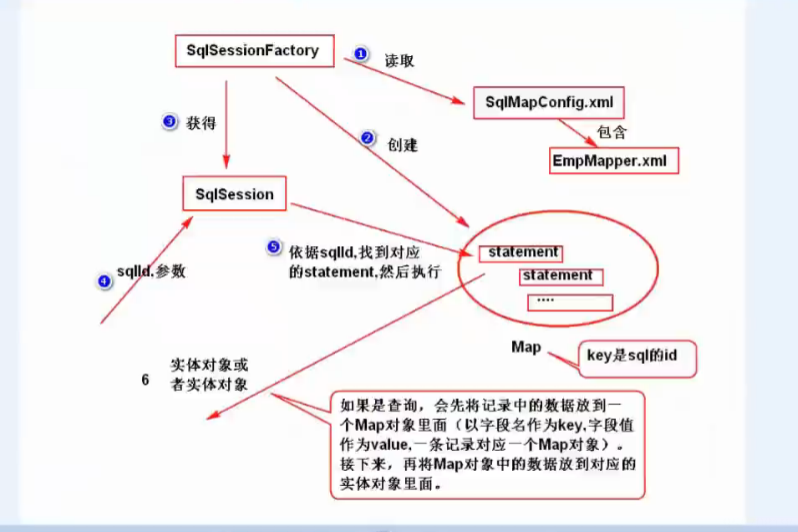 SqlSessionFactory
1
读取
SqlMapConfig.xml
包含
EmpMapper.xml
2
创建
3
获得
SqlSession
4
sqlId,参数
5
依据sqlId,找到对应
的statement,然后执行
statement
statement
....
Map
key是sql的id
6
实体对象或
者实体对象
如果是查询，会先将记录中的数据放到一
个Map对象里面（以字段名作为key,字段值
作为value,一条记录对应一个Map对象）。
接下来，再将Map对象中的数据放到对应的
实体对象里面。